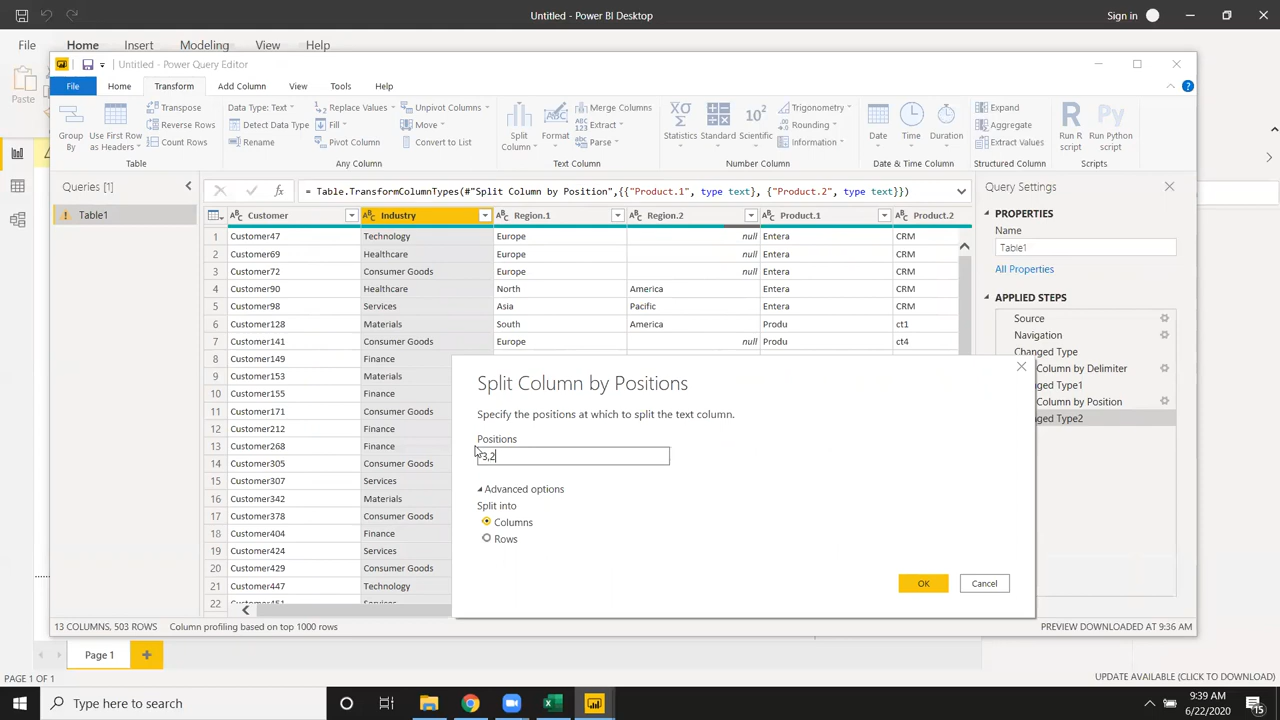 Untitled - Power BI Desktop
Sign in
File Home Insert Modeling View Help
Paste
Untitled - Power Query Editor
File Home Transform Add Column View Tools Help
Group By
Use First Row as Headers
Transpose
Reverse Rows
Count Rows
Table
Data Type: Text
Detect Data Type
Rename
Replace Values
Fill
Pivot Column
Unpivot Columns
Move
Convert to List
Any Column
Split Column
Format
Merge Columns
Extract
Parse
Text Column
Statistics
Standard
Scientific
Trigonometry
Rounding
Information
Number Column
Date
Time
Duration
Date & Time Column
Expand
Aggregate
Extract Values
Structured Column
Run R script
Run Python script
Scripts
Queries [1]
Table1
= Table.TransformColumnTypes(#"Split Column by Position",{{"Product.1", type text}, {"Product.2", type text}})
Customer Industry Region.1 Region.2 Product.1 Product.2
1 Customer47 Technology Europe null Entera CRM
2 Customer69 Healthcare Europe null Entera CRM
3 Customer72 Consumer Goods Europe null Entera CRM
4 Customer90 Healthcare North America Entera CRM
5 Customer98 Services Asia Pacific Entera CRM
6 Customer128 Materials South America Produ ct1
7 Customer141 Consumer Goods Europe null Produ ct4
8 Customer149 Finance
9 Customer153 Materials
10 Customer155 Finance
11 Customer171 Consumer Goods
12 Customer212 Finance
13 Customer268 Finance
14 Customer305 Consumer Goods
15 Customer307 Services
16 Customer342 Materials
17 Customer378 Consumer Goods
18 Customer404 Finance
19 Customer424 Services
20 Customer429 Consumer Goods
21 Customer447 Technology
22 Customer451 Services
Query Settings
PROPERTIES
Name
Table1
All Properties
APPLIED STEPS
Source
Navigation
Changed Type
Column by Delimiter
ged Type1
Column by Position
ged Type2
Split Column by Positions
Specify the positions at which to split the text column.
Positions
3,2
Advanced options
Split into
Columns
Rows
OK
Cancel
13 COLUMNS, 503 ROWS Column profiling based on top 1000 rows
PREVIEW DOWNLOADED AT 9:36 AM
Page 1
PAGE 1 OF 1
UPDATE AVAILABLE (CLICK TO DOWNLOAD)
Type here to search
9:39 AM
6/22/2020
15